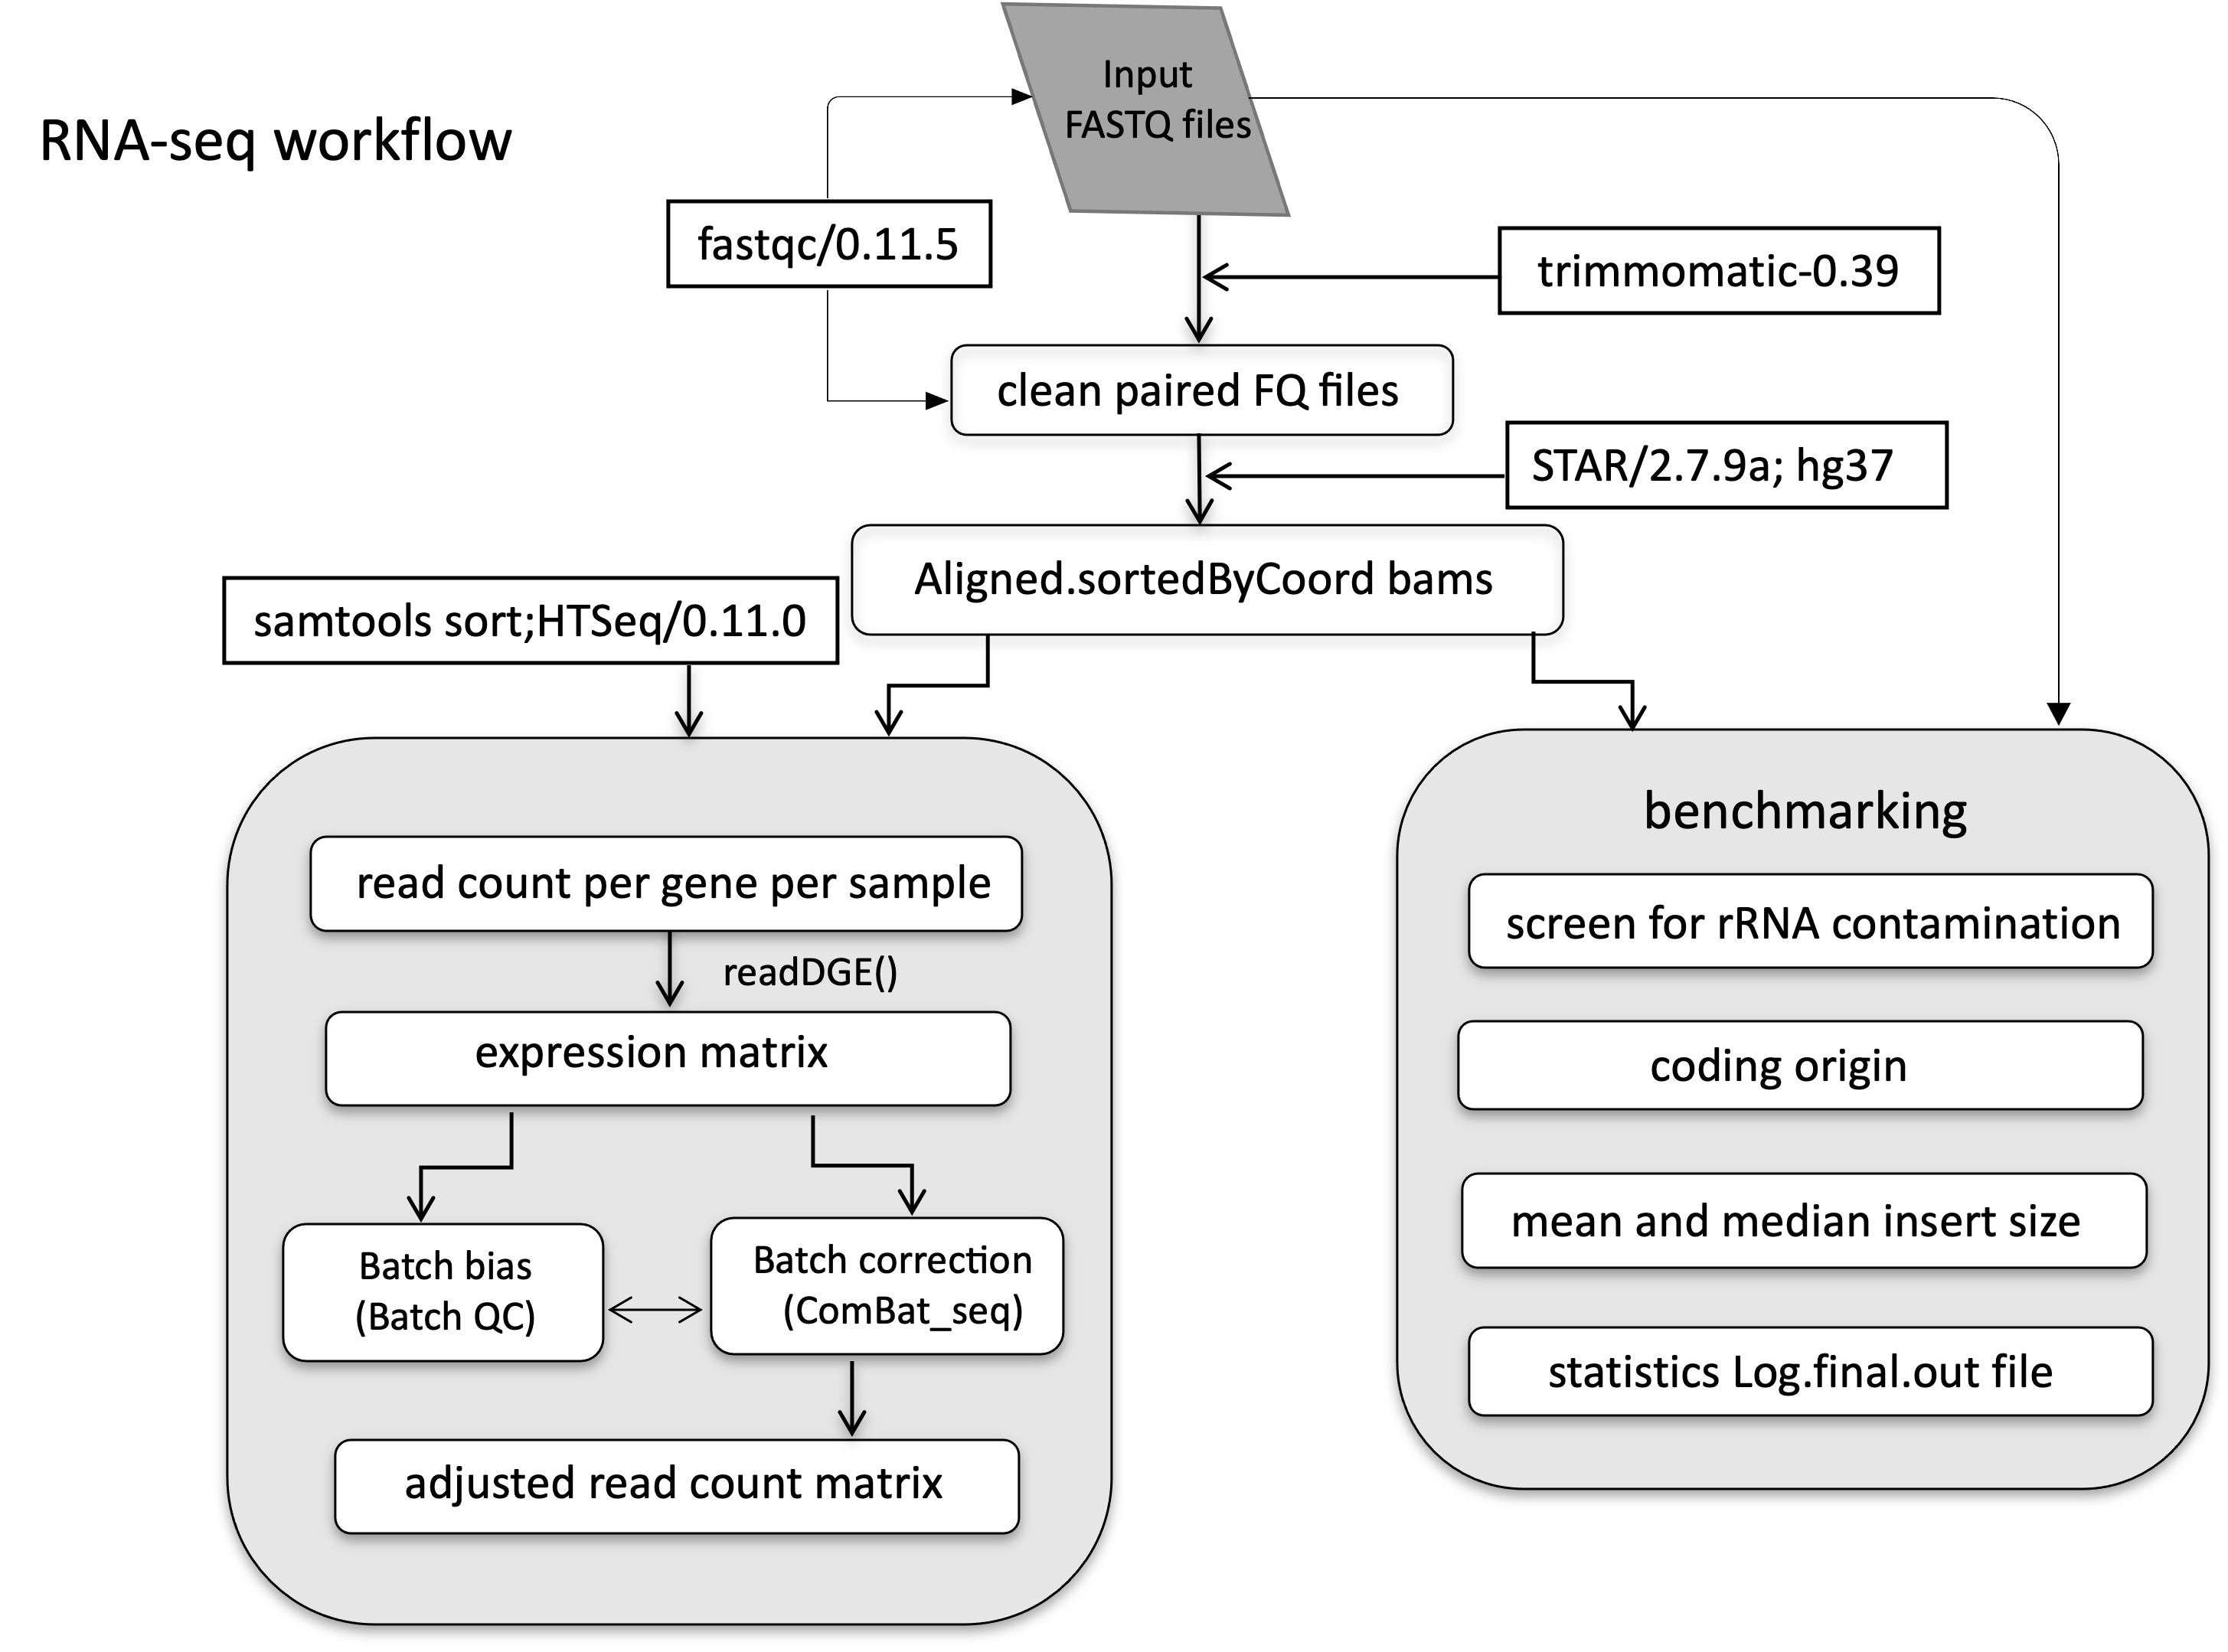 RNA-seq workflow
Input
FASTQ files
fastqc/0.11.5
trimmomatic-0.39
clean paired FQ files
STAR/2.7.9a; hg37
Aligned.sortedByCoord bams
samtools sort;HTSeq/0.11.0
read count per gene per sample
readDGE()
expression matrix
Batch bias
(Batch QC)
Batch correction
(ComBat_seq)
adjusted read count matrix
benchmarking
screen for rRNA contamination
coding origin
mean and median insert size
statistics Log.final.out file